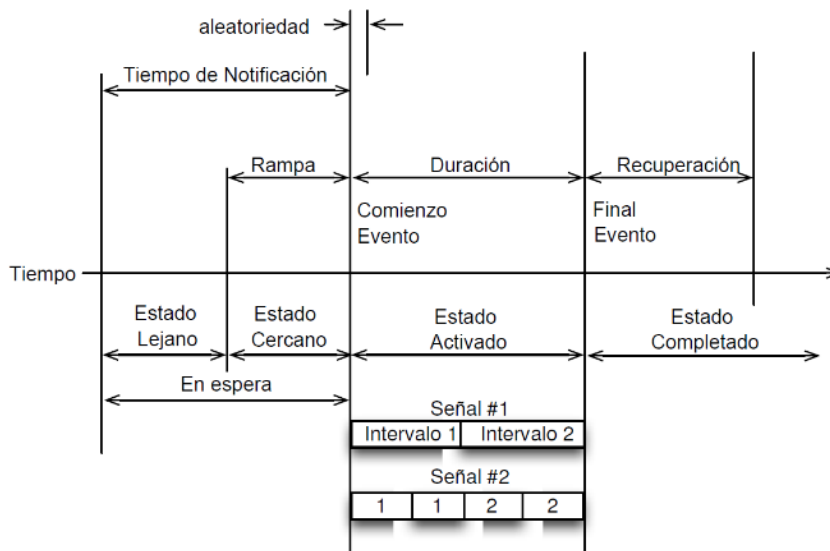 aleatoriedad
Tiempo de Notificación
Rampa
Duración
Recuperación
Comienzo
Evento
Final
Evento
Tiempo
Estado
Lejano
Estado
Cercano
Estado
Activado
Estado
Completado
En espera
Señal #1
Intervalo 1
Intervalo 2
Señal #2
1
1
2
2